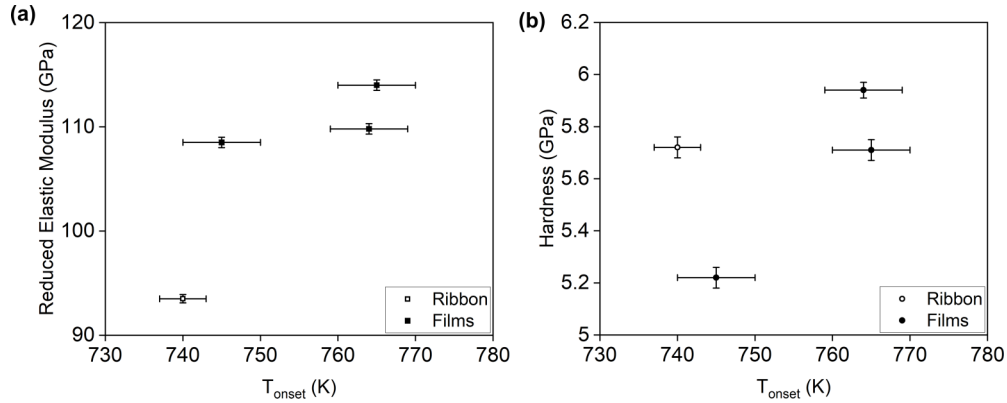 (a)
120
110
100
90
730
740
750
760
770
780
Reduced Elastic Modulus (GPa)
T_onset (K)
Ribbon
Films
(b)
6.2
6
5.8
5.6
5.4
5.2
5
730
740
750
760
770
780
Hardness (GPa)
T_onset (K)
Ribbon
Films